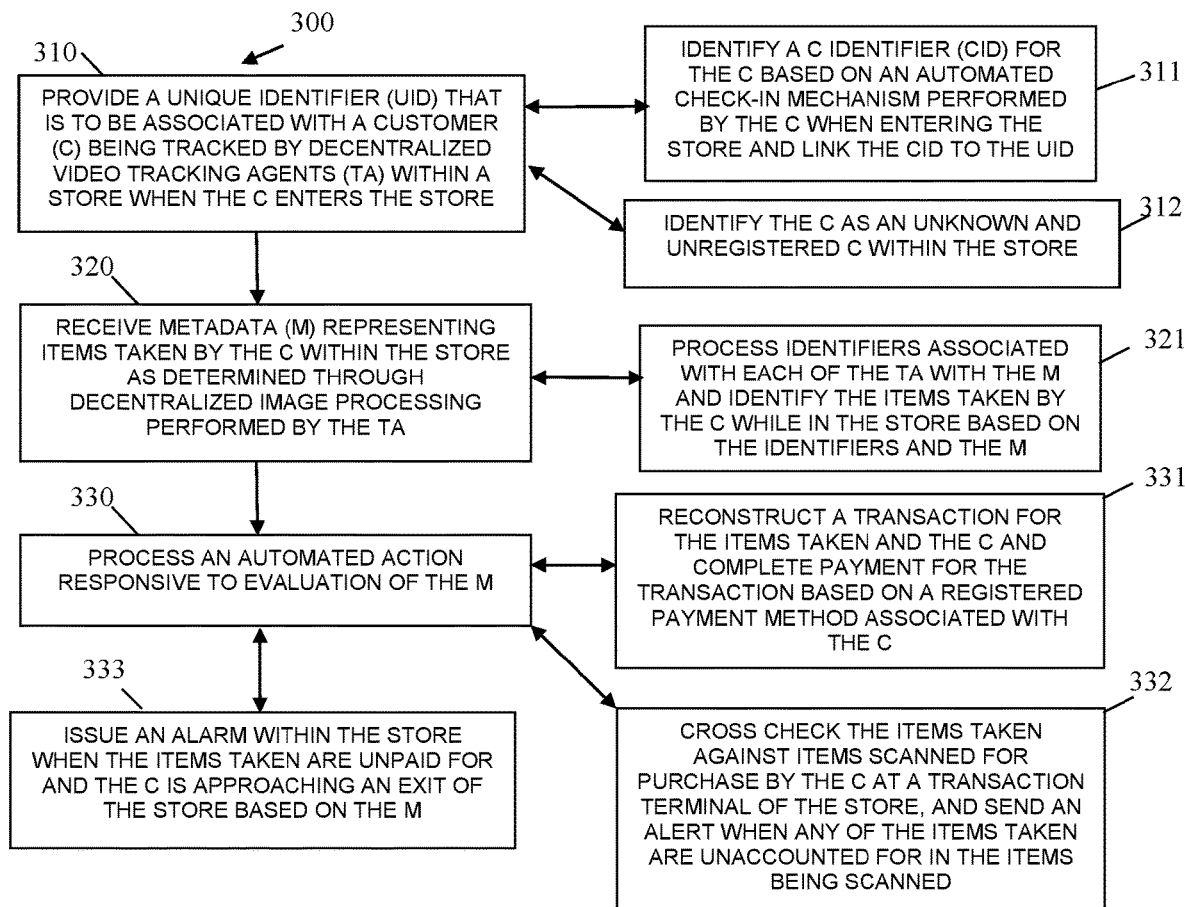 300
310
PROVIDE A UNIQUE IDENTIFIER (UID) THAT
IS TO BE ASSOCIATED WITH A CUSTOMER
(C) BEING TRACKED BY DECENTRALIZED
VIDEO TRACKING AGENTS (TA) WITHIN A
STORE WHEN THE C ENTERS THE STORE
311
IDENTIFY A C IDENTIFIER (CID) FOR
THE C BASED ON AN AUTOMATED
CHECK-IN MECHANISM PERFORMED
BY THE C WHEN ENTERING THE
STORE AND LINK THE CID TO THE UID
312
IDENTIFY THE C AS AN UNKNOWN AND
UNREGISTERED C WITHIN THE STORE
320
RECEIVE METADATA (M) REPRESENTING
ITEMS TAKEN BY THE C WITHIN THE STORE
AS DETERMINED THROUGH
DECENTRALIZED IMAGE PROCESSING
PERFORMED BY THE TA
321
PROCESS IDENTIFIERS ASSOCIATED
WITH EACH OF THE TA WITH THE M
AND IDENTIFY THE ITEMS TAKEN BY
THE C WHILE IN THE STORE BASED ON
THE IDENTIFIERS AND THE M
330
PROCESS AN AUTOMATED ACTION
RESPONSIVE TO EVALUATION OF THE M
331
RECONSTRUCT A TRANSACTION FOR
THE ITEMS TAKEN AND THE C AND
COMPLETE PAYMENT FOR THE
TRANSACTION BASED ON A REGISTERED
PAYMENT METHOD ASSOCIATED WITH
THE C
333
ISSUE AN ALARM WITHIN THE STORE
WHEN THE ITEMS TAKEN ARE UNPAID FOR
AND THE C IS APPROACHING AN EXIT OF
THE STORE BASED ON THE M
332
CROSS CHECK THE ITEMS TAKEN
AGAINST ITEMS SCANNED FOR
PURCHASE BY THE C AT A TRANSACTION
TERMINAL OF THE STORE, AND SEND AN
ALERT WHEN ANY OF THE ITEMS TAKEN
ARE UNACCOUNTED FOR IN THE ITEMS
BEING SCANNED